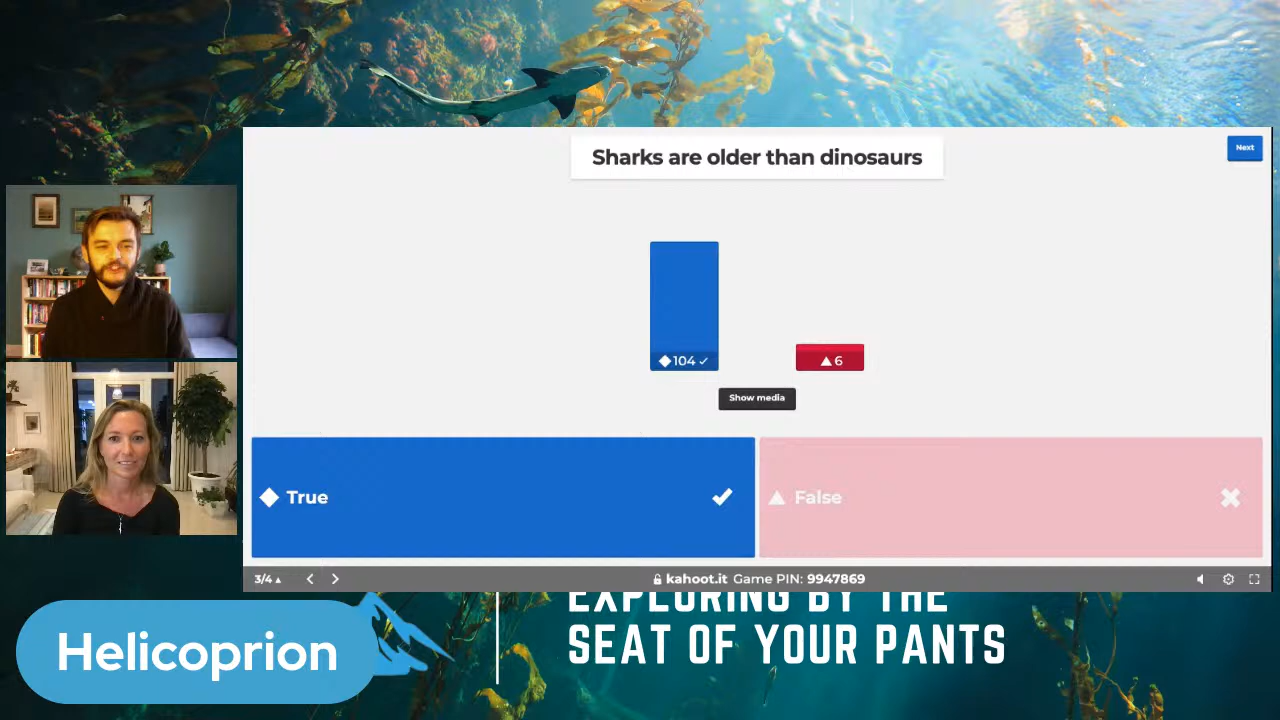 Sharks are older than dinosaurs
Next
104
6
Show media
True
False
3/4
kahoot.it Game PIN: 9947869
EXPLORING BY THE
SEAT OF YOUR PANTS
Helicoprion